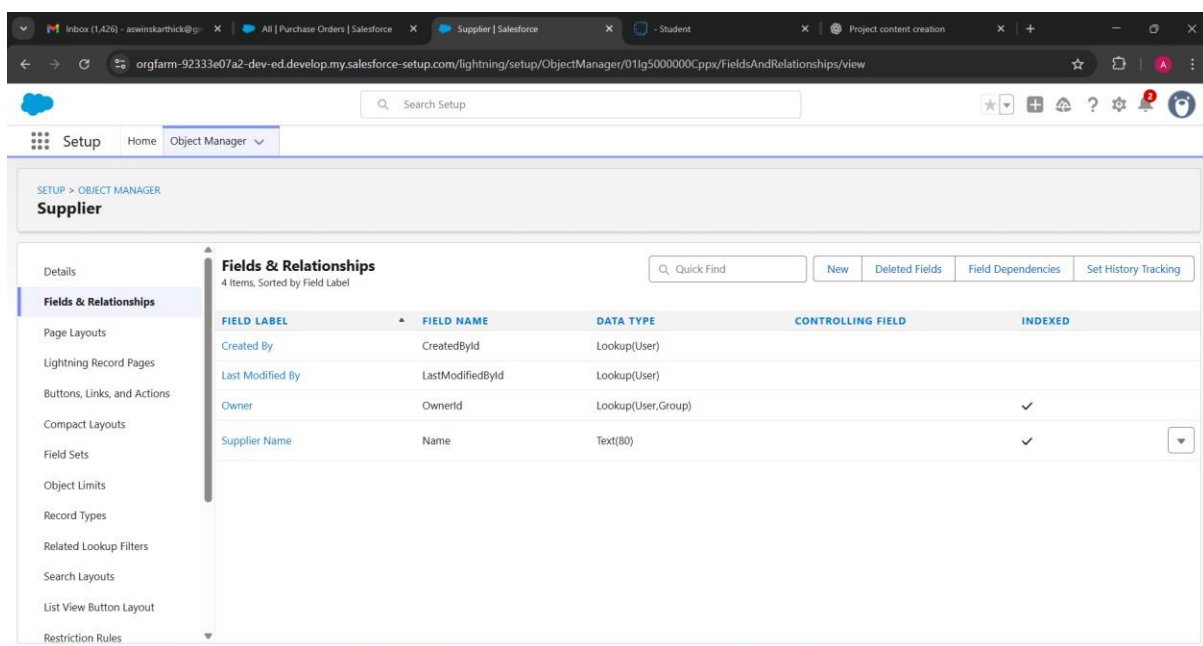 Inbox (1,426) - aswinskarthick@gm
All | Purchase Orders | Salesforce
Supplier | Salesforce
- Student
Project content creation
orgfarm-92333e07a2-dev-ed.develop.my.salesforce-setup.com/lightning/setup/ObjectManager/01Ig5000000Cppx/FieldsAndRelationships/view
A
Search Setup
2
Setup Home Object Manager
SETUP > OBJECT MANAGER
Supplier
Details
Fields & Relationships
Page Layouts
Lightning Record Pages
Buttons, Links, and Actions
Compact Layouts
Field Sets
Object Limits
Record Types
Related Lookup Filters
Search Layouts
List View Button Layout
Restriction Rules
Fields & Relationships
4 Items, Sorted by Field Label
Quick Find New Deleted Fields Field Dependencies Set History Tracking
FIELD LABEL FIELD NAME DATA TYPE CONTROLLING FIELD INDEXED
Created By CreatedById Lookup(User)
Last Modified By LastModifiedById Lookup(User)
Owner OwnerId Lookup(User,Group)
Supplier Name Name Text(80)